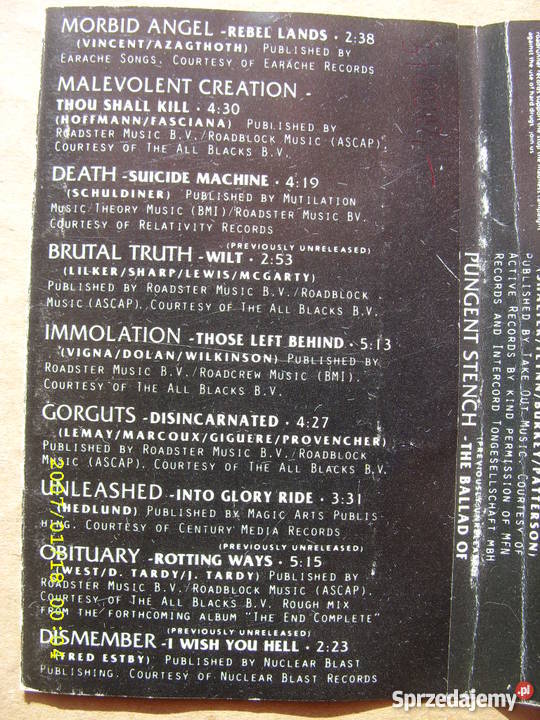 MORBID ANGEL -REBEL LANDS • 2:38
(VINCENT/AZAGTHOTH) PUBLISHED BY
EARACHE SONGS. COURTESY OF EARACHE RECORDS
MALEVOLENT CREATION -
THOU SHALL KILL • 4:30
(HOFFMANN/FASCIANA) PUBLISHED BY
ROADSTER MUSIC B.V./ROADBLOCK MUSIC (ASCAP).
COURTESY OF THE ALL BLACKS B.V.
DEATH -SUICIDE MACHINE • 4:19
(SCHULDINER) PUBLISHED BY MUTILATION
MUSIC/THEORY MUSIC (BMI)/ROADSTER MUSIC BV.
COURTESY OF RELATIVITY RECORDS
(PREVIOUSLY UNRELEASED)
BRUTAL TRUTH -WILT • 2:53
(LILKER/SHARP/LEWIS/MCGARTY)
PUBLISHED BY ROADSTER MUSIC B.V./ROADBLOCK
MUSIC (ASCAP). COURTESY OF THE ALL BLACKS B.V.
IMMOLATION -THOSE LEFT BEHIND • 5:13
(VIGNA/DOLAN/WILKINSON) PUBLISHED BY
ROADSTER MUSIC B.V./ROADCREW MUSIC (BMI).
COURTESY OF THE ALL BLACKS B.V.
GORGUTS -DISINCARNATED • 4:27
(LEMAY/MARCOUX/GIGUERE/PROVENCHER)
PUBLISHED BY ROADSTER MUSIC B.V./ROADBLOCK
MUSIC (ASCAP). COURTESY OF THE ALL BLACKS B.V.
UNLEASHED -INTO GLORY RIDE • 3:31
(HEDLUND) PUBLISHED BY MAGIC ARTS PUBLIS-
HING. COURTESY OF CENTURY MEDIA RECORDS
(PREVIOUSLY UNRELEASED)
OBITUARY -ROTTING WAYS • 5:15
(WEST/D. TARDY/J. TARDY) PUBLISHED BY
ROADSTER MUSIC B.V./ROADBLOCK MUSIC (ASCAP).
COURTESY OF THE ALL BLACKS B.V. ROUGH MIX
FROM THE FORTHCOMING ALBUM "THE END COMPLETE"
(PREVIOUSLY UNRELEASED)
DISMEMBER -I WISH YOU HELL • 2:23
(FRED ESTBY) PUBLISHED BY NUCLEAR BLAST
PUBLISHING. COURTESY OF NUCLEAR BLAST RECORDS
against the use of hard drugs. Join us
PATTERSON)
PUBLISHED BY TAKE OUT MUSIC. COURTESY OF
ACTIVE RECORDS BY KIND PERMISSION OF MFN
RECORDS AND INTERCORD TONGESELLSCHAFT MBH
(PREVIOUSLY UNRELEASED
PUNGENT STENCH -THE BALLAD OF
Sprzedajemy.pl